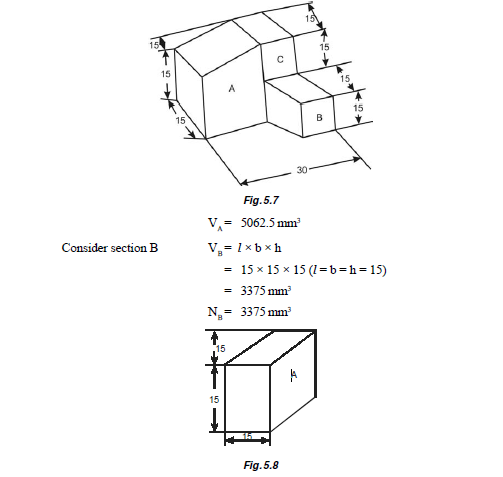 15
15
15
15
C
15
A
15
15
B
30
Fig.5.7
V_A = 5062.5 mm³
Consider section B V_B = l × b × h
= 15 × 15 × 15 (l = b = h = 15)
= 3375 mm³
N_B = 3375 mm³
15
A
15
15
Fig.5.8